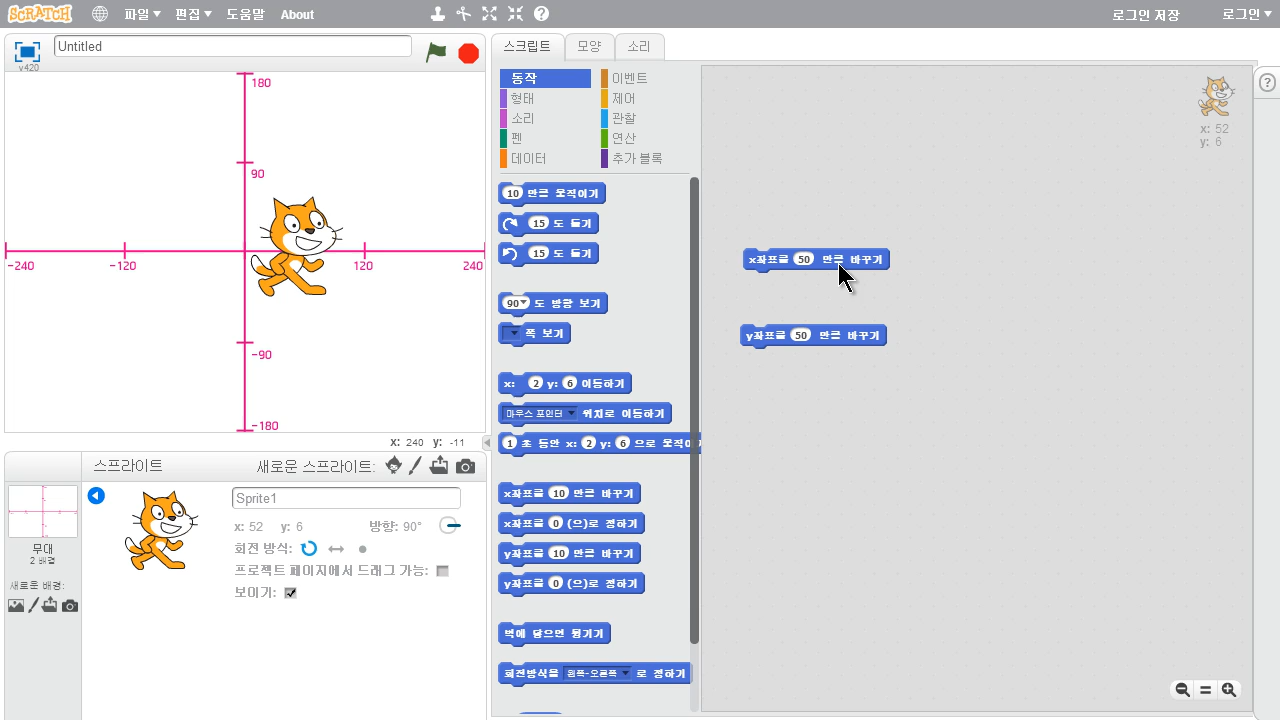 SCRATCH 파일 편집 도움말 About 로그인 저장 로그인
v420 Untitled
스크립트 모양 소리
동작 이벤트
형태 제어
소리 관찰
펜 연산
데이터 추가 블록
180
90
-240 -120 120 240
-90
-180
x: 240 y: -11
10 만큼 움직이기
15 도 돌기
15 도 돌기
90 도 방향 보기
쪽 보기
x: 2 y: 6 이동하기
마우스 포인터 위치로 이동하기
1 초 동안 x: 2 y: 6 으로 움직이
x좌표를 10 만큼 바꾸기
x좌표를 0 (으)로 정하기
y좌표를 10 만큼 바꾸기
y좌표를 0 (으)로 정하기
벽에 닿으면 튕기기
회전방식을 왼쪽-오른쪽 로 정하기
x좌표를 50 만큼 바꾸기
y좌표를 50 만큼 바꾸기
x: 52
y: 6
?
스프라이트 새로운 스프라이트:
무대
2 배경
새로운 배경:
Sprite1
x: 52 y: 6 방향: 90°
회전 방식:
프로젝트 페이지에서 드래그 가능:
보이기: